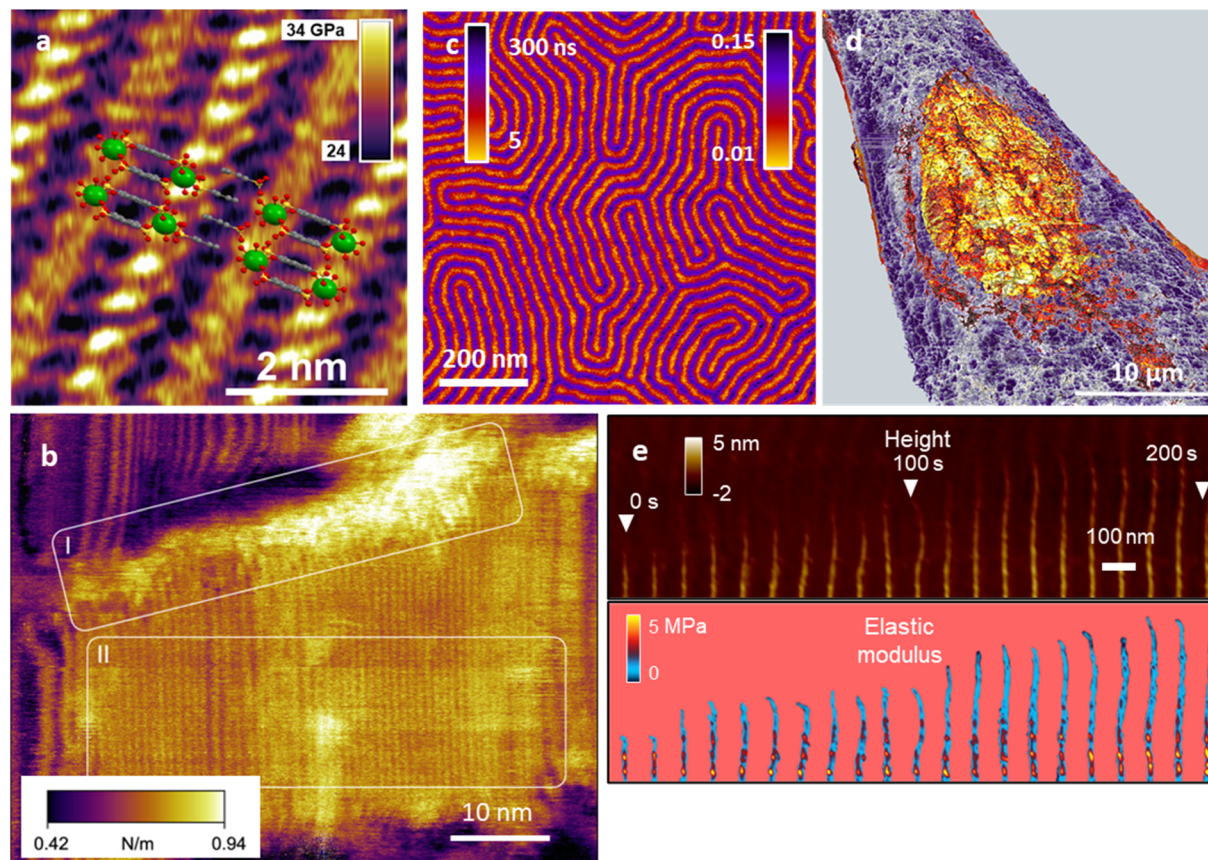 a
34 GPa
24
2 nm
c
300 ns
5
0.15
0.01
200 nm
d
10 µm
b
I
II
0.42 N/m 0.94
10 nm
e
5 nm
-2
Height
100 s
0 s
200 s
100 nm
5 MPa
0
Elastic
modulus